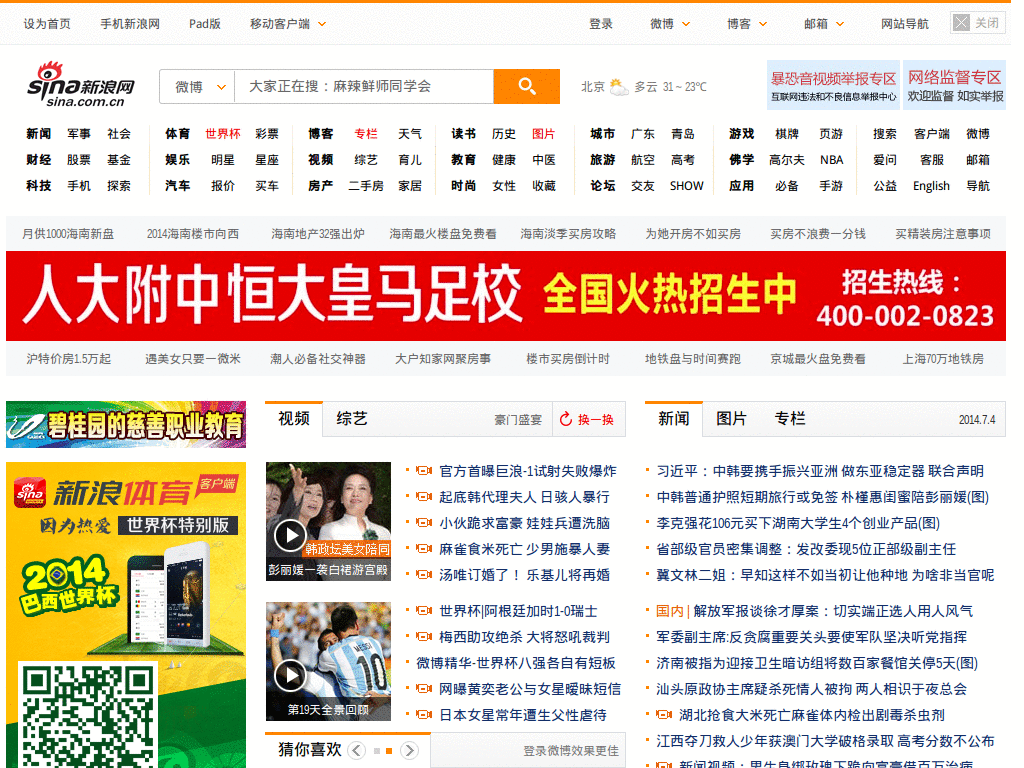 设为首页 手机新浪网 Pad版 移动客户端 登录 微博 博客 邮箱 网站导航 关闭
sina新浪网
sina.com.cn
微博 大家正在搜：麻辣鲜师同学会 北京 多云 31 ~ 23℃
暴恐音视频举报专区 网络监督专区
互联网违法和不良信息举报中心 欢迎监督 如实举报
新闻 军事 社会 体育 世界杯 彩票 博客 专栏 天气 读书 历史 图片 城市 广东 青岛 游戏 棋牌 页游 搜索 客户端 微博
财经 股票 基金 娱乐 明星 星座 视频 综艺 育儿 教育 健康 中医 旅游 航空 高考 佛学 高尔夫 NBA 爱问 客服 邮箱
科技 手机 探索 汽车 报价 买车 房产 二手房 家居 时尚 女性 收藏 论坛 交友 SHOW 应用 必备 手游 公益 English 导航
月供1000海南新盘 2014海南楼市向西 海南地产32强出炉 海南最火楼盘免费看 海南淡季买房攻略 为她开房不如买房 买房不浪费一分钱 买精装房注意事项
人大附中恒大皇马足校 全国火热招生中 招生热线：
400-002-0823
沪特价房1.5万起 遇美女只要一微米 潮人必备社交神器 大户知家网聚房事 楼市买房倒计时 地铁盘与时间赛跑 京城最火盘免费看 上海70万地铁房
碧桂园的慈善职业教育
sina 新浪体育 客户端
因为热爱 世界杯特别版
2014
巴西世界杯
视频 综艺 豪门盛宴 换一换
韩政坛美女陪同
彭丽媛一袭白裙游宫殿
官方首曝巨浪-1试射失败爆炸
起底韩代理夫人 日骇人暴行
小伙跪求富豪 娃娃兵遭洗脑
麻雀食米死亡 少男施暴人妻
汤唯订婚了！乐基儿将再婚
10
第19天全景回顾
世界杯|阿根廷加时1-0瑞士
梅西助攻绝杀 大将怒吼裁判
微博精华-世界杯八强各自有短板
网曝黄奕老公与女星暧昧短信
日本女星常年遭生父性虐待
猜你喜欢 登录微博效果更佳
新闻 图片 专栏 2014.7.4
习近平：中韩要携手振兴亚洲 做东亚稳定器 联合声明
中韩普通护照短期旅行或免签 朴槿惠闺蜜陪彭丽媛(图)
李克强花106元买下湖南大学生4个创业产品(图)
省部级官员密集调整：发改委现5位正部级副主任
冀文林二姐：早知这样不如当初让他种地 为啥非当官呢
国内 | 解放军报谈徐才厚案：切实端正选人用人风气
军委副主席:反贪腐重要关头要使军队坚决听党指挥
济南被指为迎接卫生暗访组将数百家餐馆关停5天(图)
汕头原政协主席疑杀死情人被拘 两人相识于夜总会
湖北抢食大米死亡麻雀体内检出剧毒杀虫剂
江西夺刀救人少年获澳门大学破格录取 高考分数不公布
新闻视频：男生身绑玫瑰下跪向富豪借百万治病